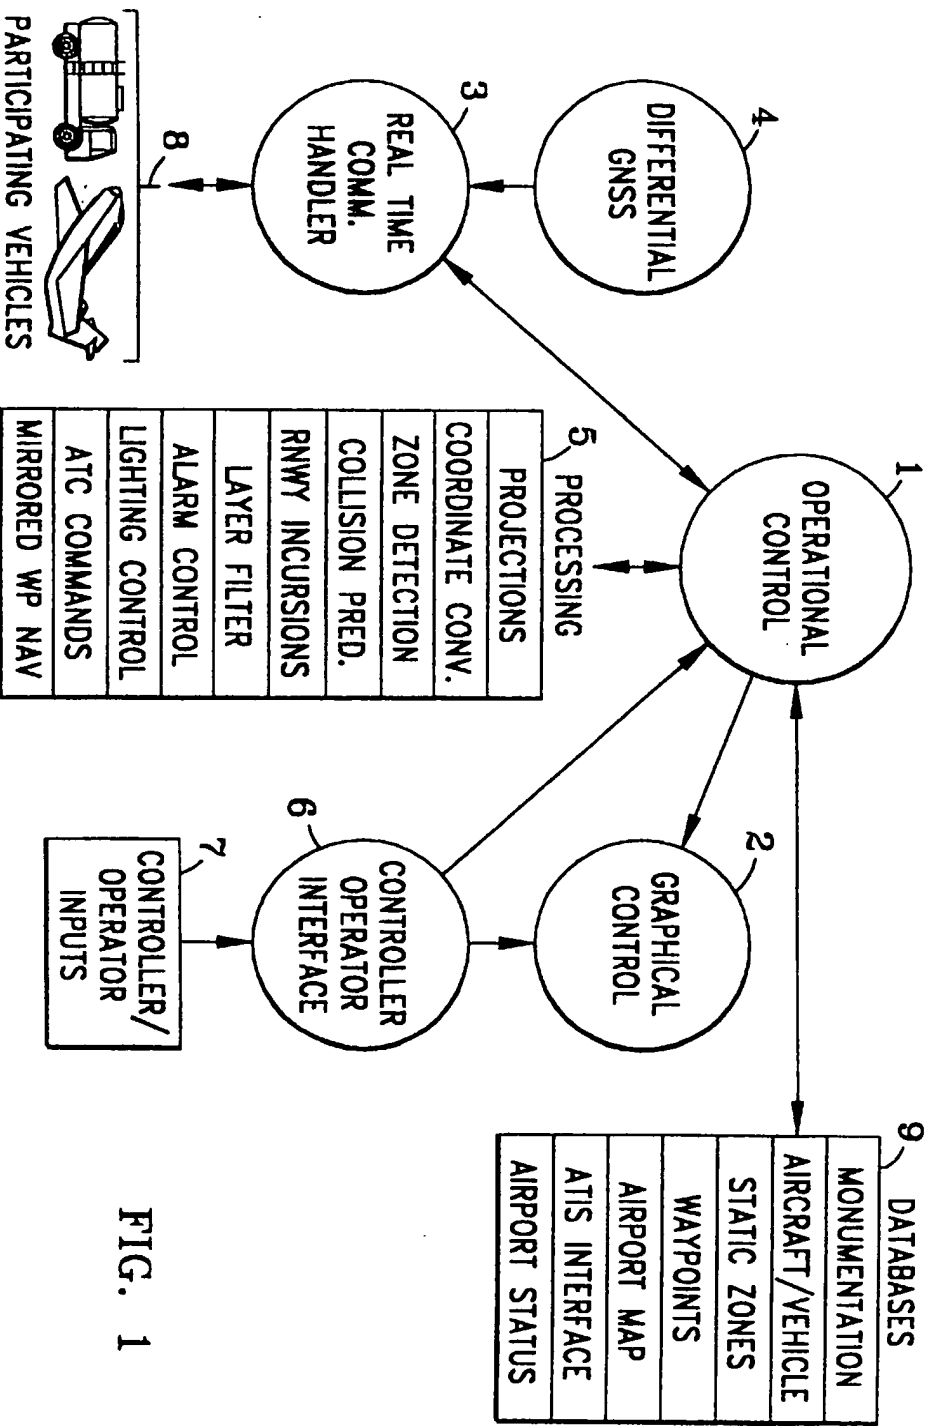 1
OPERATIONAL
CONTROL
4
DIFFERENTIAL
GNSS
3
REAL TIME
COMM.
HANDLER
8
PARTICIPATING VEHICLES
5
PROCESSING
PROJECTIONS
COORDINATE CONV.
ZONE DETECTION
COLLISION PRED.
RNWY INCURSIONS
LAYER FILTER
ALARM CONTROL
LIGHTING CONTROL
ATC COMMANDS
MIRRORED WP NAV
2
GRAPHICAL
CONTROL
6
CONTROLLER
OPERATOR
INTERFACE
7
CONTROLLER/
OPERATOR
INPUTS
9
DATABASES
MONUMENTATION
AIRCRAFT/VEHICLE
STATIC ZONES
WAYPOINTS
AIRPORT MAP
ATIS INTERFACE
AIRPORT STATUS
FIG. 1